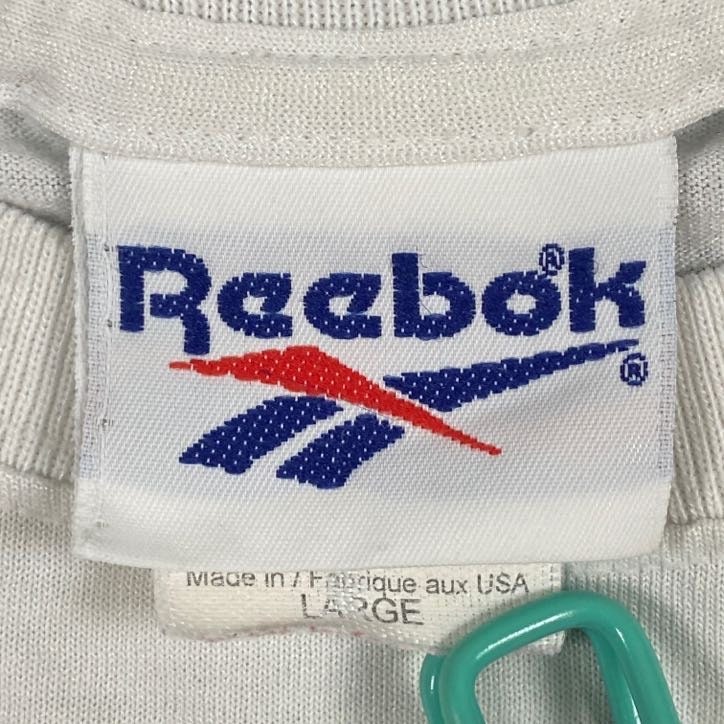 Reebok®
®
Made in / Fabrique aux USA
LARGE